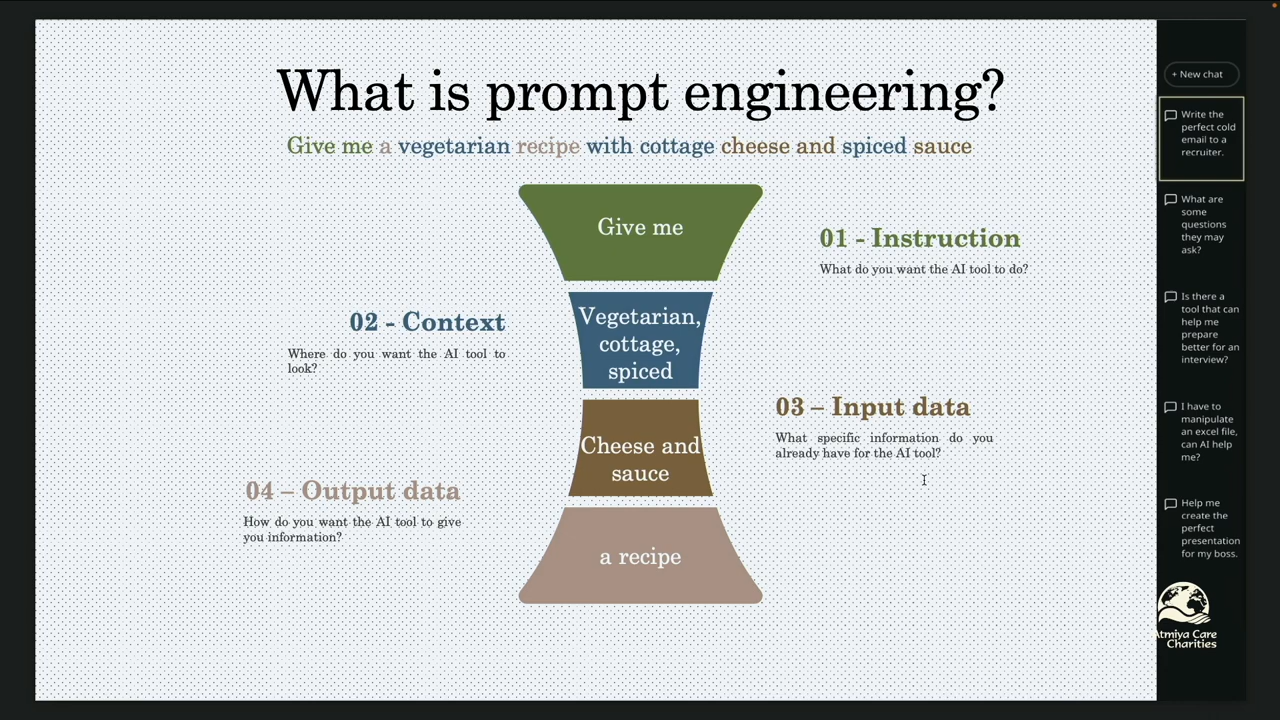 What is prompt engineering?
Give me a vegetarian recipe with cottage cheese and spiced sauce
Give me
01 - Instruction
What do you want the AI tool to do?
02 - Context
Where do you want the AI tool to
look?
Vegetarian,
cottage,
spiced
03 – Input data
What specific information do you
already have for the AI tool?
Cheese and
sauce
04 – Output data
How do you want the AI tool to give
you information?
a recipe
+ New chat
Write the
perfect cold
email to a
recruiter.
What are
some
questions
they may
ask?
Is there a
tool that can
help me
prepare
better for an
interview?
I have to
manipulate
an excel file,
can AI help
me?
Help me
create the
perfect
presentation
for my boss.
Atmiya Care
Charities